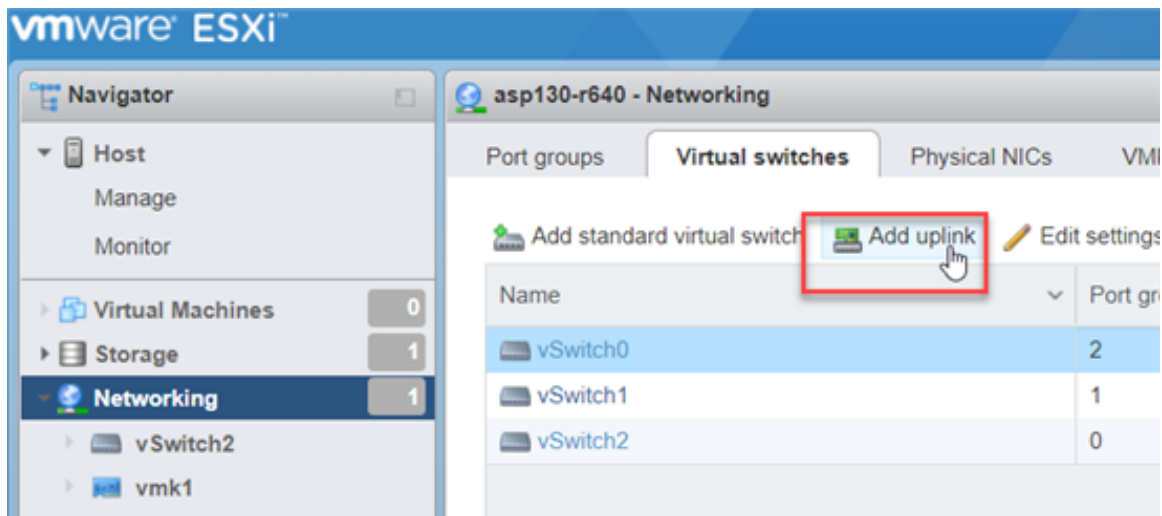 vmware® ESXi™
Navigator
asp130-r640 - Networking
Host
Manage
Monitor
Virtual Machines 0
Storage 1
Networking 1
vSwitch2
vmk1
Port groups Virtual switches Physical NICs
Add standard virtual switch Add uplink Edit settings
Name Port
vSwitch0 2
vSwitch1 1
vSwitch2 0